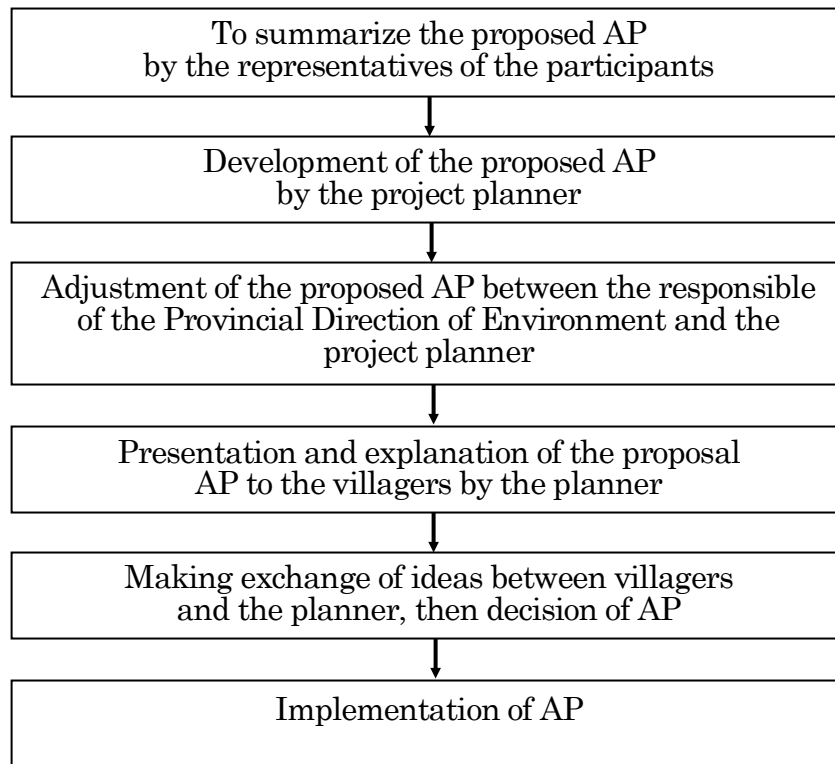 To summarize the proposed AP
by the representatives of the participants
Development of the proposed AP
by the project planner
Adjustment of the proposed AP between the responsible
of the Provincial Direction of Environment and the
project planner
Presentation and explanation of the proposal
AP to the villagers by the planner
Making exchange of ideas between villagers
and the planner, then decision of AP
Implementation of AP